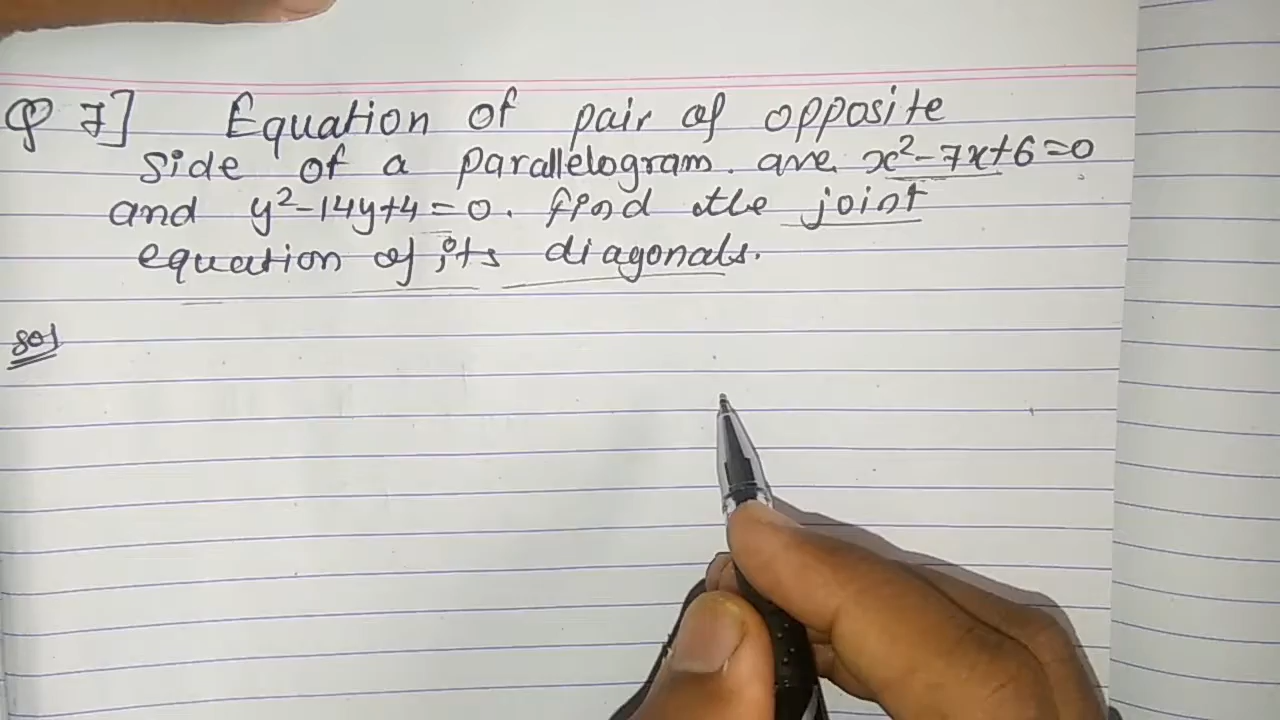 Q 7] Equation of pair of opposite
side of a parallelogram. are x²-7x+6=0
and y²-14y+4=0. find the joint
equation of its diagonals.
sol